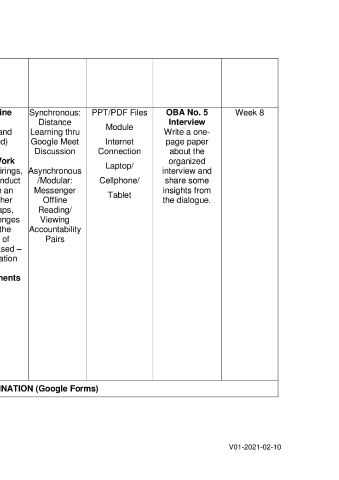 ine
and
d)
Work
irings,
nduct
an
her
aps,
enges
the
of
sed –
ation
ments
Synchronous:
Distance
Learning thru
Google Meet
Discussion
Asynchronous
/Modular:
Messenger
Offline
Reading/
Viewing
Accountability
Pairs
PPT/PDF Files
Module
Internet
Connection
Laptop/
Cellphone/
Tablet
OBA No. 5
Interview
Write a one-
page paper
about the
organized
interview and
share some
insights from
the dialogue.
Week 8
INATION (Google Forms)
V01-2021-02-10